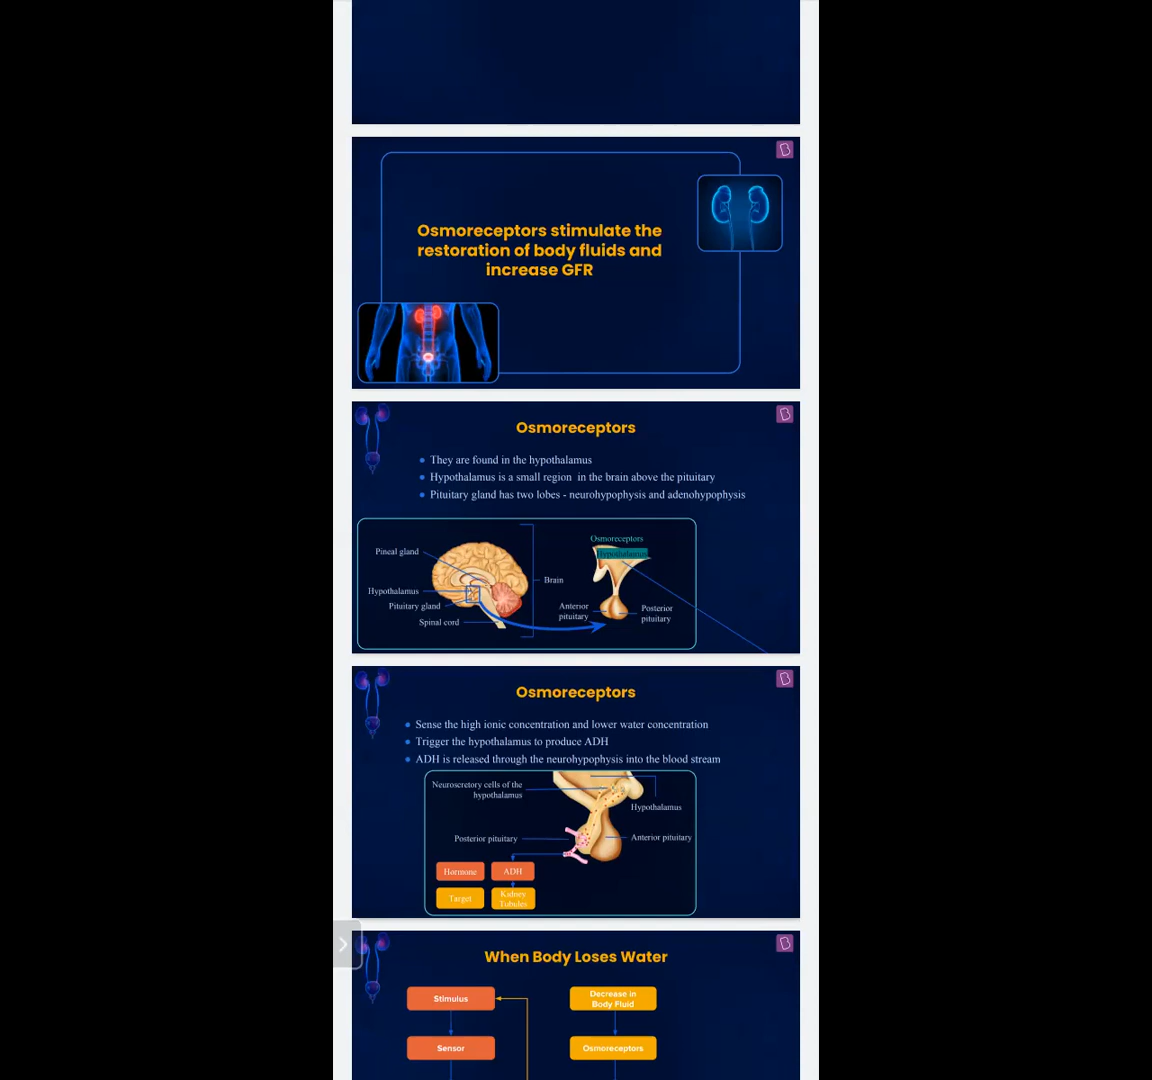 Osmoreceptors stimulate the
restoration of body fluids and
increase GFR
Osmoreceptors
They are found in the hypothalamus
Hypothalamus is a small region in the brain above the pituitary
Pituitary gland has two lobes - neurohypophysis and adenohypophysis
Pineal gland
Hypothalamus
Pituitary gland
Spinal cord
Brain
Osmoreceptors
Hypothalamus
Anterior
pituitary
Posterior
pituitary
Osmoreceptors
Sense the high ionic concentration and lower water concentration
Trigger the hypothalamus to produce ADH
ADH is released through the neurohypophysis into the blood stream
Neuroscretory cells of the
hypothalamus
Hypothalamus
Posterior pituitary
Anterior pituitary
Hormone
ADH
Target
Kidney
Tubules
When Body Loses Water
Stimulus
Decrease in
Body Fluid
Sensor
Osmoreceptors